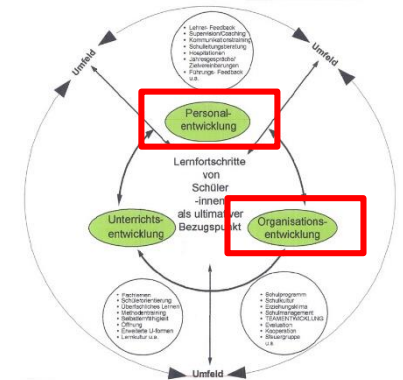 • Lehrer- Feedback
• Supervision/Coaching
• Kommunikationstraining
• Schulleitungsberatung
• Hospitationen
• Jahresgespräche/
Zielvereinbarungen
• Führungs- Feedback
u.a.
Umfeld
Umfeld
Personal-
entwicklung
Lernfortschritte
von
Schüler
-innen
als ultimativer
Bezugspunkt
Unterrichts-
entwicklung
Organisations-
entwicklung
• Fachlernen
• Schülerorientierung
• Überfachliches Lernen
• Methodentraining
• Selbstlernfähigkeit
• Öffnung
• Erweiterte U-formen
• Lernkultur u.a.
• Schulprogramm
• Schulkultur
• Erziehungsklima
• Schulmanagement
• TEAMENTWICKLUNG
• Evaluation
• Kooperation
• Steuergruppe
u.a.
Umfeld